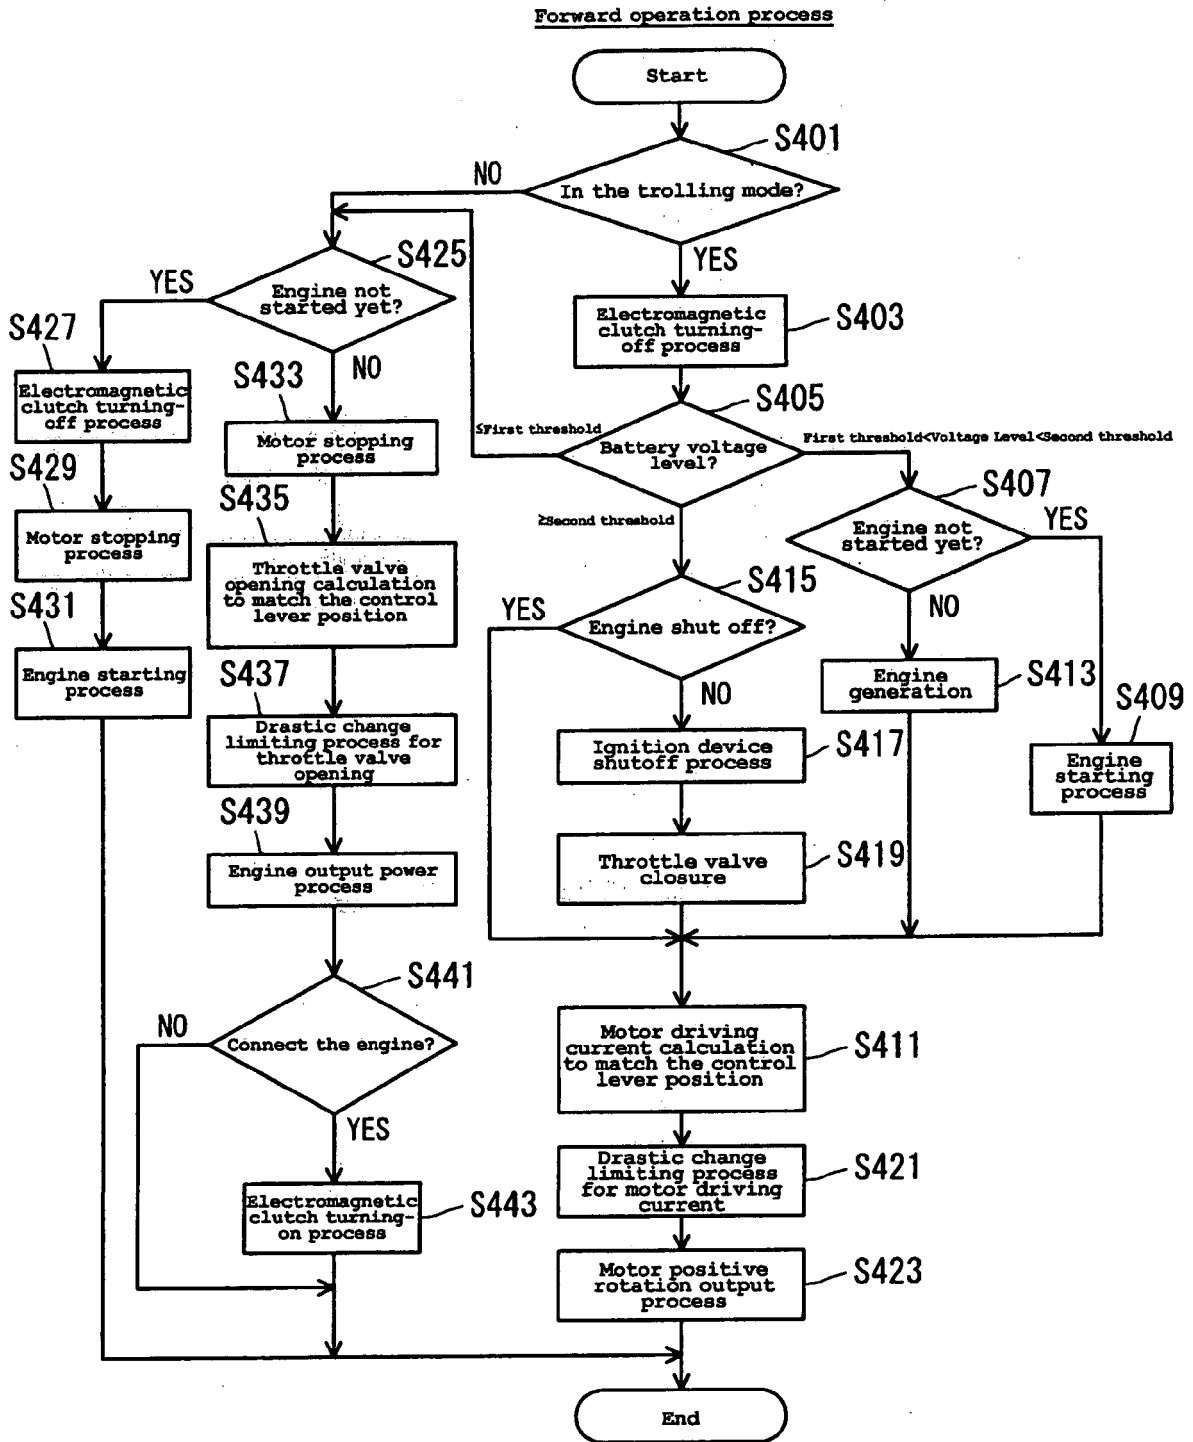 Forward operation process
Start
S401
In the trolling mode?
NO
YES
S425
Engine not
started yet?
YES
NO
S403
Electromagnetic
clutch turning-
off process
S427
Electromagnetic
clutch turning-
off process
S433
Motor stopping
process
S405
Battery voltage
level?
≤First threshold
First threshold<Voltage Level<Second threshold
≥Second threshold
S429
Motor stopping
process
S407
Engine not
started yet?
YES
NO
S435
Throttle valve
opening calculation
to match the control
lever position
S415
Engine shut off?
YES
NO
S431
Engine starting
process
S413
Engine
generation
S409
Engine
starting
process
S437
Drastic change
limiting process for
throttle valve
opening
S417
Ignition device
shutoff process
S439
Engine output power
process
S419
Throttle valve
closure
S441
Connect the engine?
NO
YES
S411
Motor driving
current calculation
to match the control
lever position
S443
Electromagnetic
clutch turning-
on process
S421
Drastic change
limiting process
for motor driving
current
S423
Motor positive
rotation output
process
End